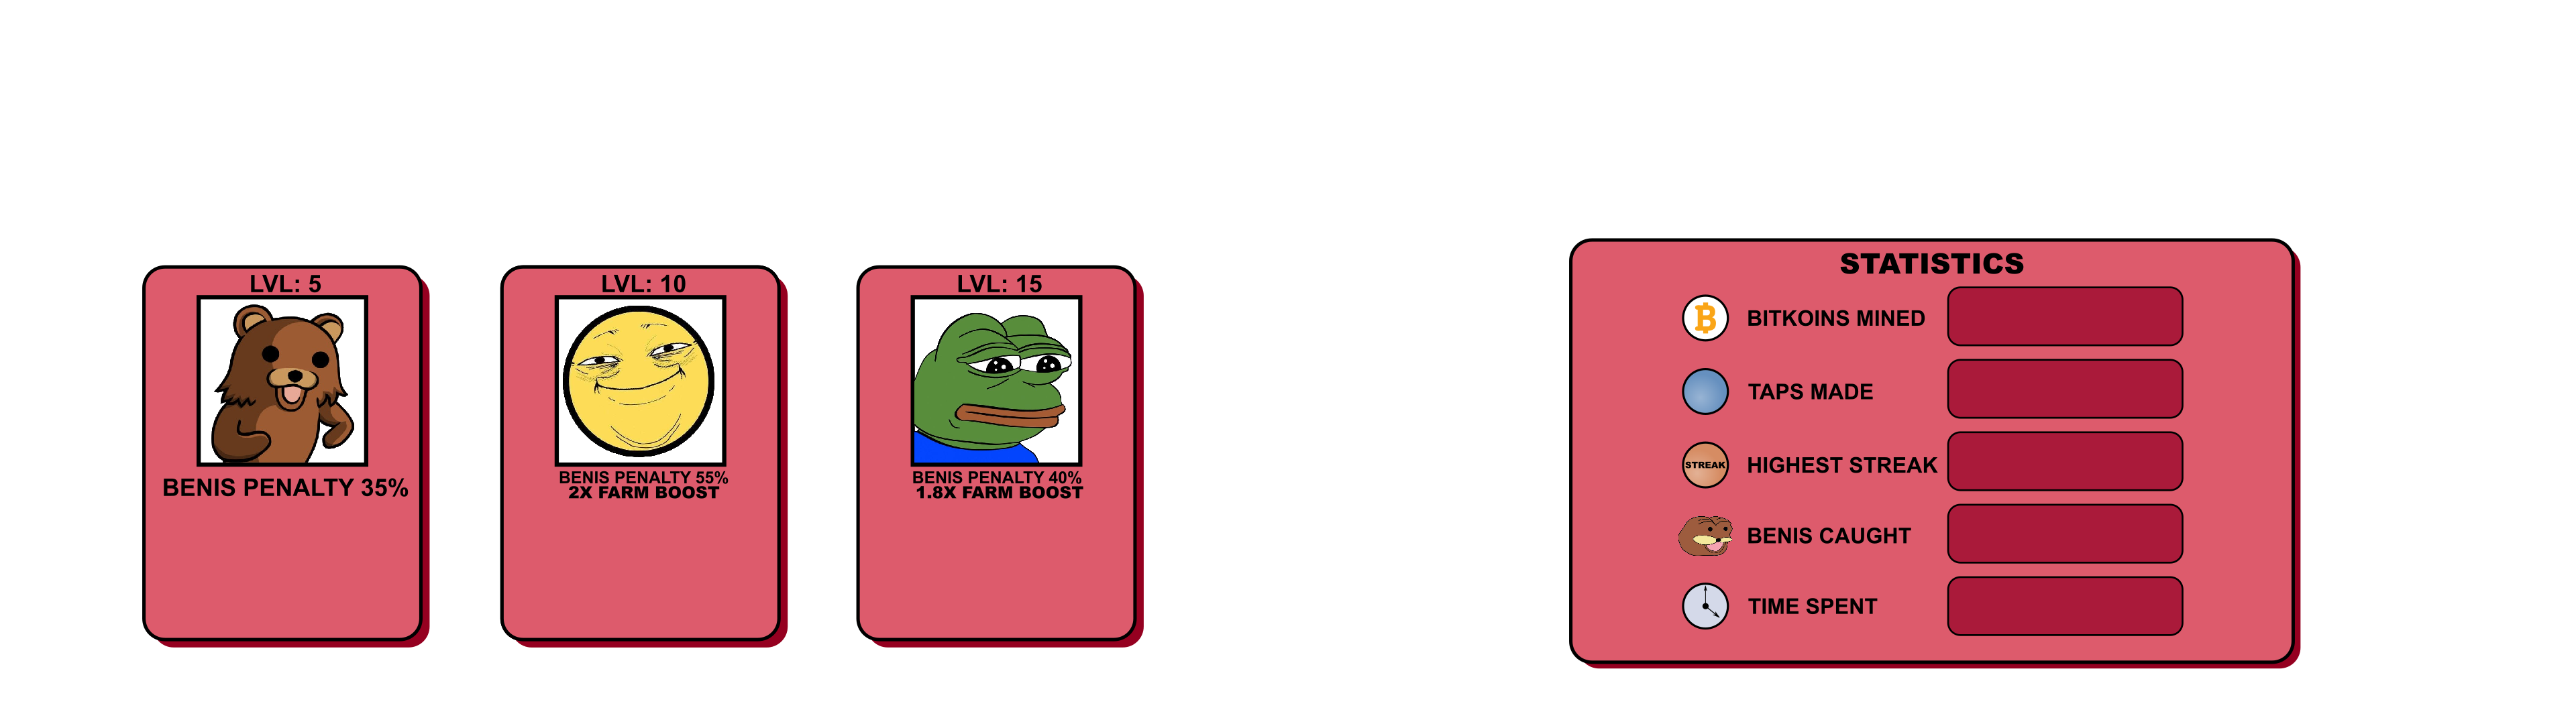 LVL: 5
BENIS PENALTY 35%
LVL: 10
BENIS PENALTY 55%
2X FARM BOOST
LVL: 15
BENIS PENALTY 40%
1.8X FARM BOOST
STATISTICS
BITKOINS MINED
TAPS MADE
STREAK HIGHEST STREAK
BENIS CAUGHT
TIME SPENT